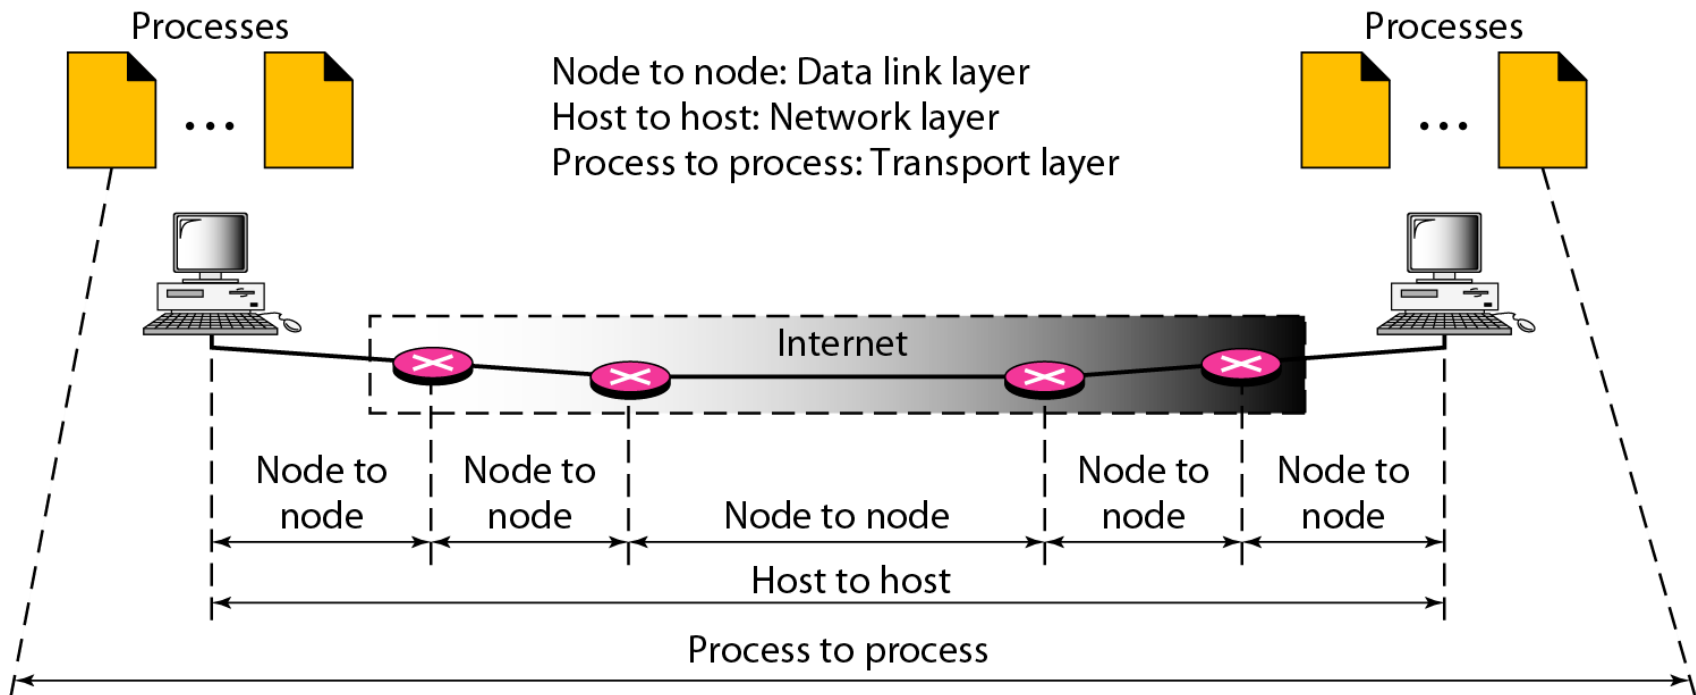 Processes
Processes
Node to node: Data link layer
Host to host: Network layer
Process to process: Transport layer
Internet
Node to
node
Node to
node
Node to node
Node to
node
Node to
node
Host to host
Process to process